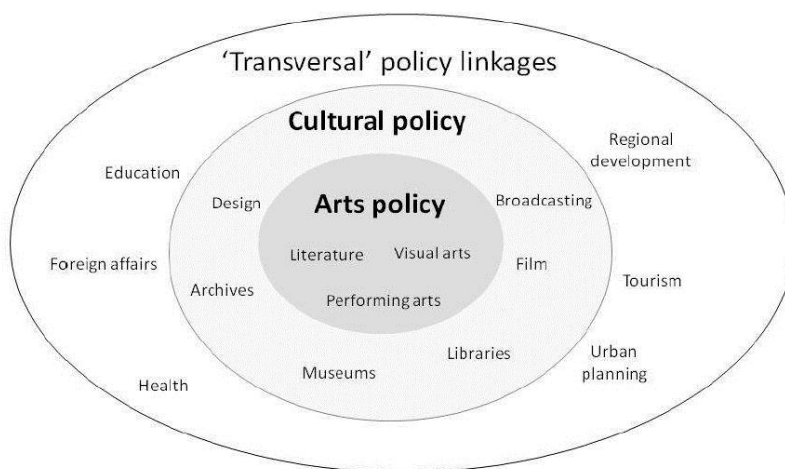 ‘Transversal’ policy linkages
Cultural policy
Regional
development
Education
Design
Arts policy
Broadcasting
Literature
Visual arts
Foreign affairs
Film
Archives
Tourism
Performing arts
Libraries
Urban
planning
Museums
Health